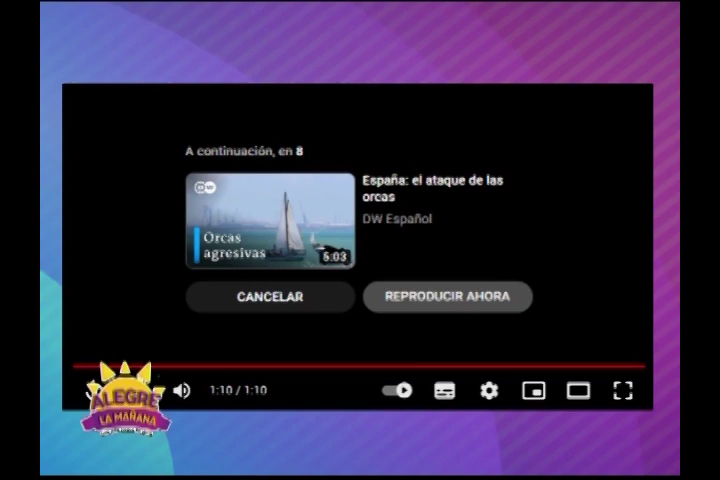 A continuación, en 8
España: el ataque de las
orcas
DW Español
Orcas
agresivas
5:03
CANCELAR
REPRODUCIR AHORA
1:10 / 1:10
ALEGRE
LA MAÑANA